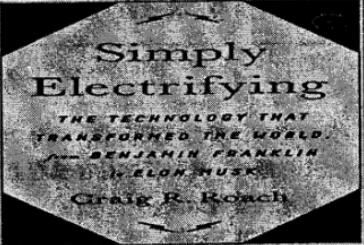 Simply
Electrifying
THE TECHNOLOGY THAT
TRANSFORMED THE WORLD,
from BENJAMIN FRANKLIN
to ELON MUSK
Craig R. Roach